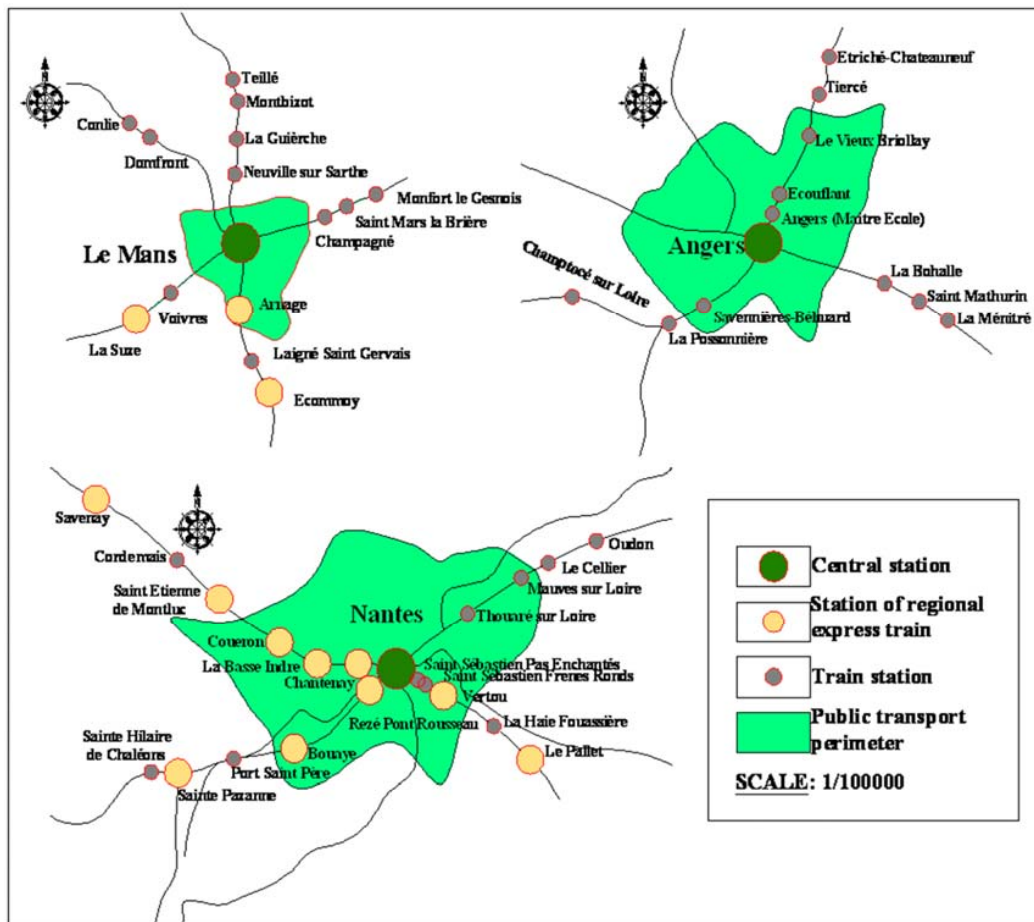 Teillé
Montbizot
La Guièrche
Neuville sur Sarthe
Conlie
Domfront
Monfort le Gesnois
Saint Mars la Brière
Champagné
Le Mans
Voivres
La Suze
Arnage
Laigné Saint Gervais
Ecommoy
Etriché-Chateauneuf
Tiercé
Le Vieux Briollay
Ecouflant
Angers (Maitre Ecole)
Angers
Champtocé sur Loire
La Bohalle
Saint Mathurin
La Ménitré
Savennières-Béhuard
La Possonnière
Savenay
Cordemais
Saint Etienne
de Montluc
Coueron
La Basse Indre
Chantenay
Nantes
Oudon
Le Cellier
Mauves sur Loire
Thouaré sur Loire
Saint Sébastien Pas Enchantés
Saint Sébastien Frenes Ronds
Vertou
Rezé Pont Rousseau
La Haie Fouassière
Le Pallet
Bouaye
Port Saint Père
Sainte Hilaire
de Chaléons
Sainte Pazanne
Central station
Station of regional
express train
Train station
Public transport
perimeter
SCALE: 1/100000